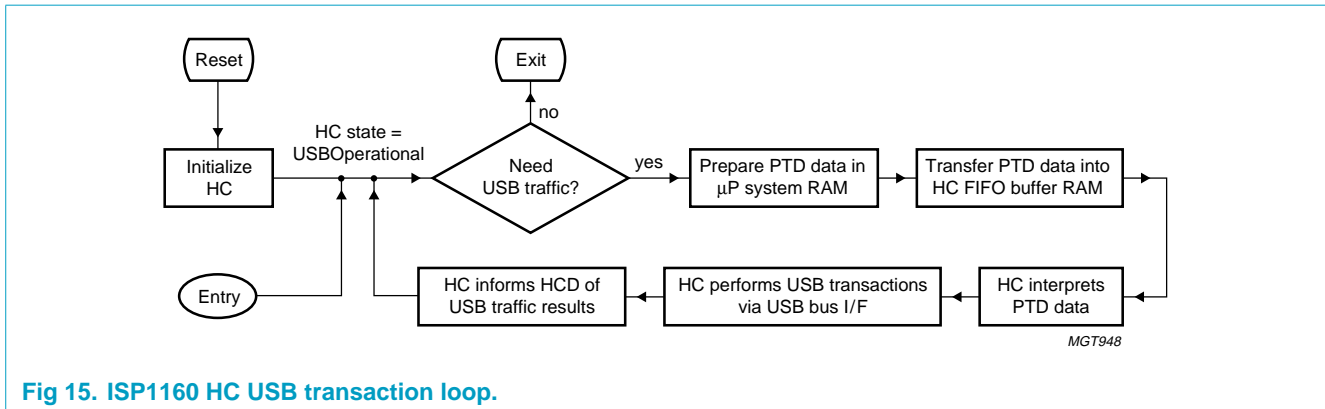 Reset
Exit
no
HC state =
USBOperational
Initialize
HC
Need
USB traffic?
yes
Prepare PTD data in
μP system RAM
Transfer PTD data into
HC FIFO buffer RAM
Entry
HC informs HCD of
USB traffic results
HC performs USB transactions
via USB bus I/F
HC interprets
PTD data
MGT948
Fig 15. ISP1160 HC USB transaction loop.